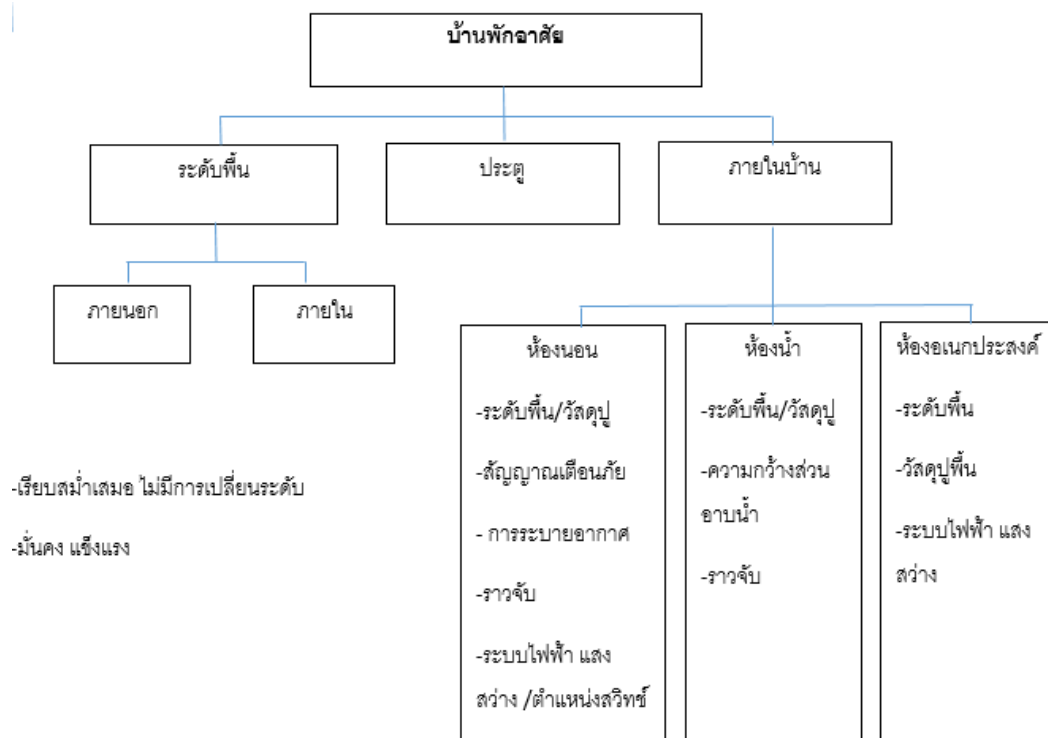 บ้านพักอาศัย
ระดับพื้น
ประตู
ภายในบ้าน
ภายนอก
ภายใน
-เรียบสม่ำเสมอ ไม่มีการเปลี่ยนระดับ
-มั่นคง แข็งแรง
ห้องนอน
-ระดับพื้น/วัสดุปู
-สัญญาณเตือนภัย
- การระบายอากาศ
-ราวจับ
-ระบบไฟฟ้า แสง
สว่าง /ตำแหน่งสวิทช์
ห้องน้ำ
-ระดับพื้น/วัสดุปู
-ความกว้างส่วน
อาบน้ำ
-ราวจับ
ห้องอเนกประสงค์
-ระดับพื้น
-วัสดุปูพื้น
-ระบบไฟฟ้า แสง
สว่าง